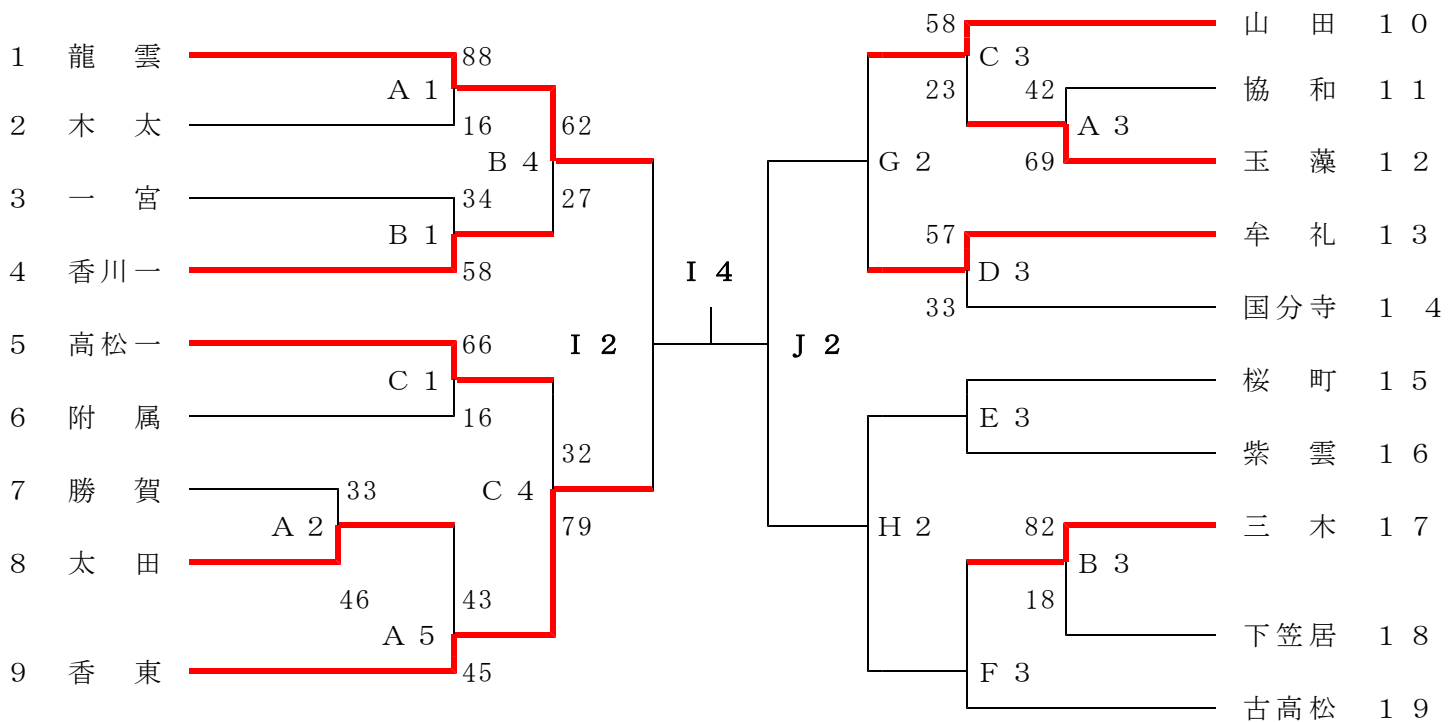 1 龍 雲
88
A 1
2 木 太
16
62
B 4
3 一 宮
34
27
B 1
4 香川一
58
5 高松一
66
C 1
6 附 属
16
32
7 勝 賀
33
C 4
A 2
79
8 太 田
46
43
A 5
9 香 東
45
I 2
I 4
J 2
58
山 田 １０
C 3
23
42
協 和 １１
A 3
69
玉 藻 １２
G 2
57
牟 礼 １３
D 3
33
国分寺 １ ４
桜 町 １５
E 3
紫 雲 １６
H 2
82
三 木 １７
B 3
18
下笠居 １８
F 3
古高松 １９